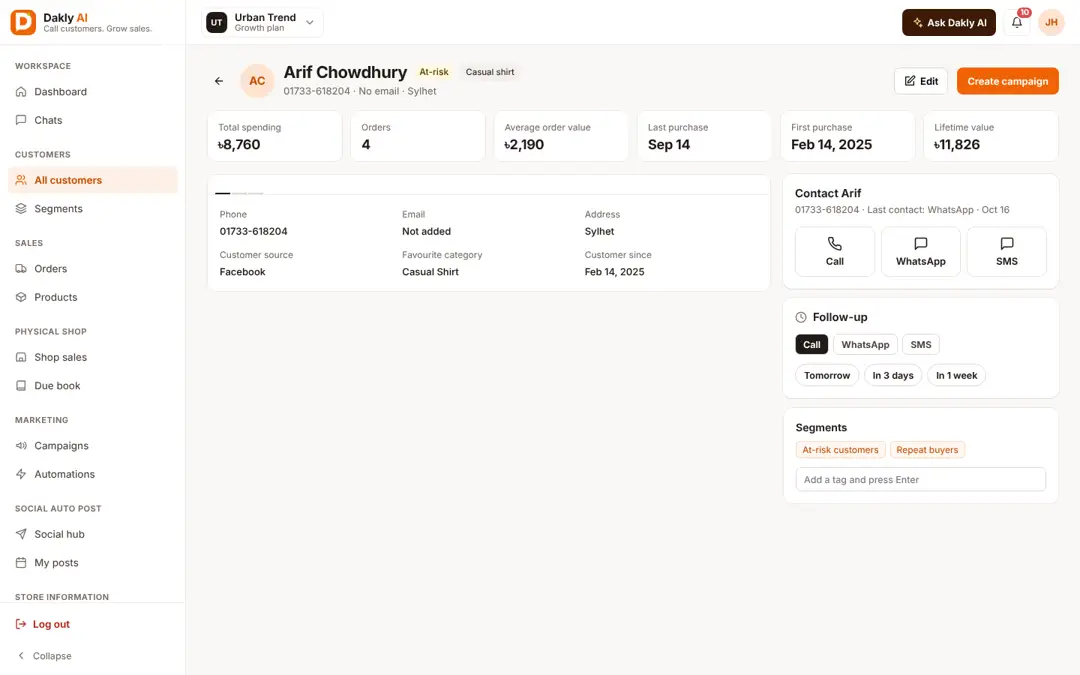 Dakly AI
Call customers. Grow sales.
UT
Urban Trend
Growth plan
Ask Dakly AI
10
JH
WORKSPACE
Dashboard
Chats
CUSTOMERS
All customers
Segments
SALES
Orders
Products
PHYSICAL SHOP
Shop sales
Due book
MARKETING
Campaigns
Automations
SOCIAL AUTO POST
Social hub
My posts
STORE INFORMATION
Log out
Collapse
AC
Arif Chowdhury
At-risk
Casual shirt
01733-618204 · No email · Sylhet
Edit
Create campaign
Total spending
৳8,760
Orders
4
Average order value
৳2,190
Last purchase
Sep 14
First purchase
Feb 14, 2025
Lifetime value
৳11,826
Phone
01733-618204
Email
Not added
Address
Sylhet
Customer source
Facebook
Favourite category
Casual Shirt
Customer since
Feb 14, 2025
Contact Arif
01733-618204 · Last contact: WhatsApp · Oct 16
Call
WhatsApp
SMS
Follow-up
Call
WhatsApp
SMS
Tomorrow
In 3 days
In 1 week
Segments
At-risk customers
Repeat buyers
Add a tag and press Enter